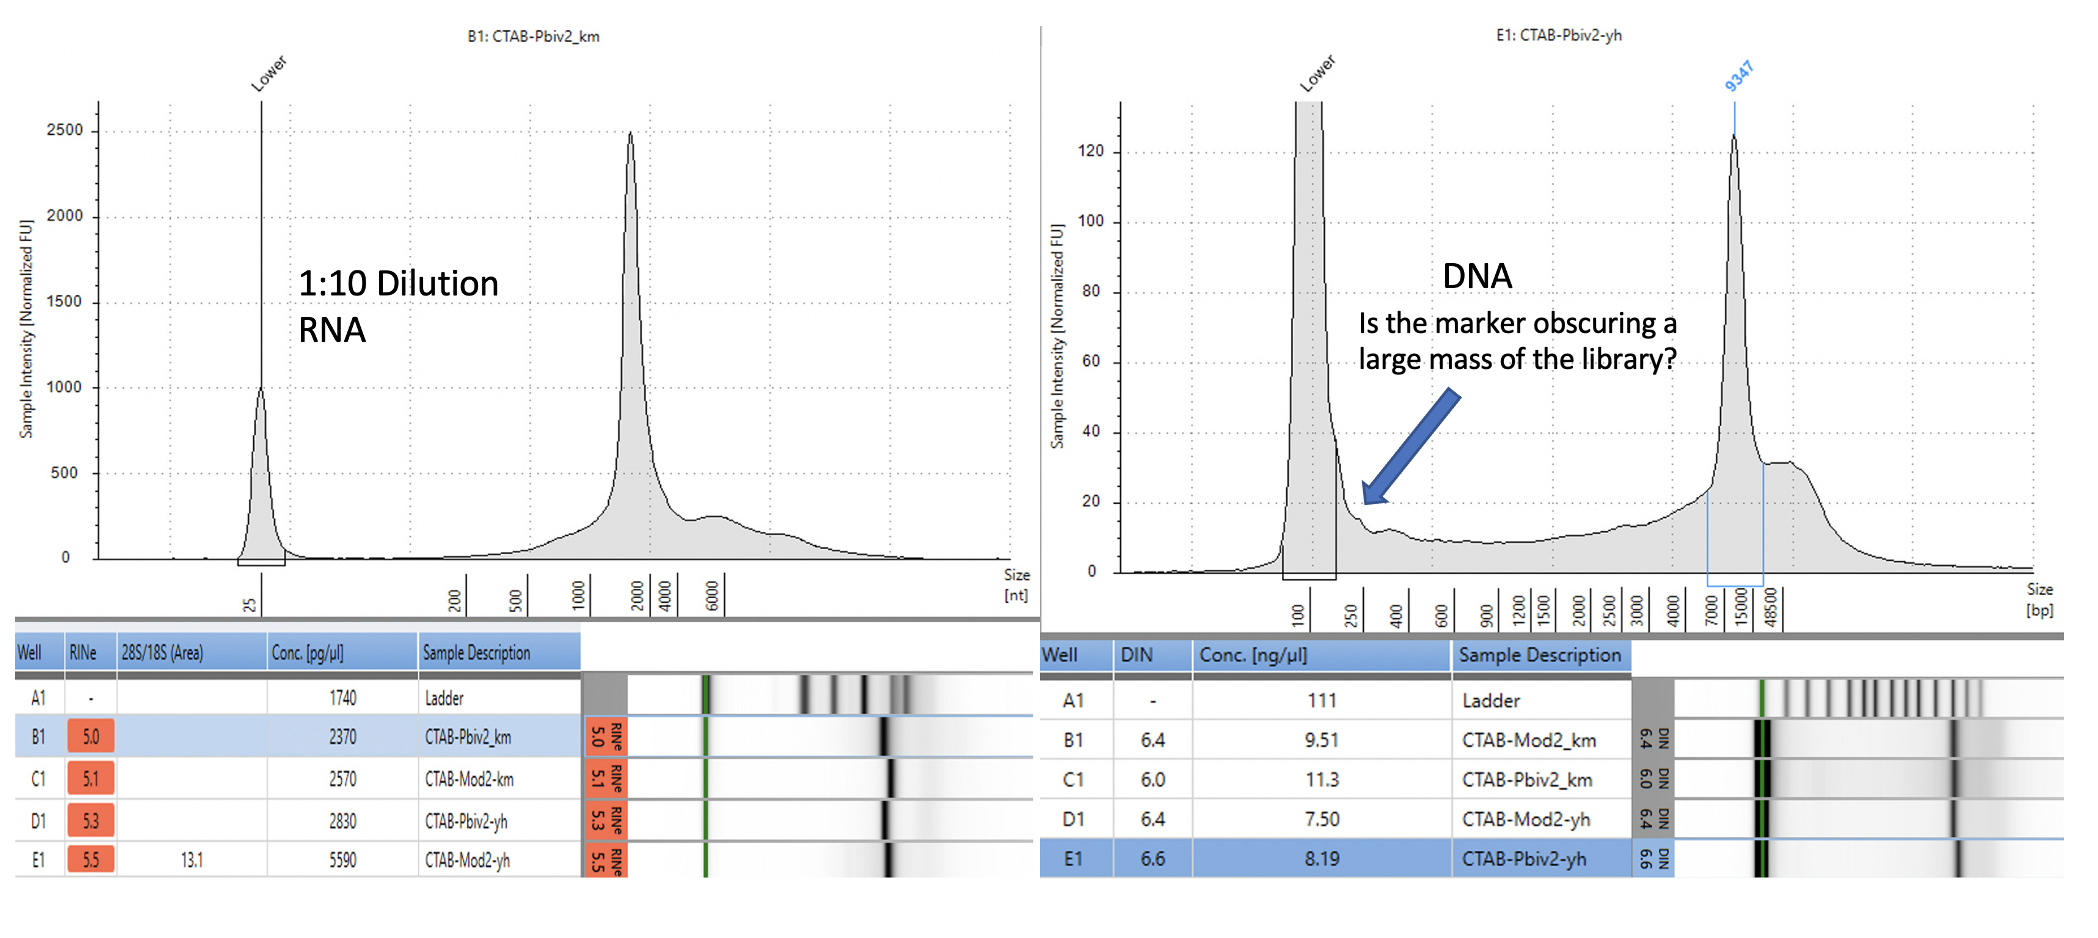 B1: CTAB-Pbiv2_km
Lower
Sample Intensity [Normalized FU]
2500
2000
1500
1000
500
0
1:10 Dilution
RNA
25
200
500
1000
2000
4000
6000
Size
[nt]
Well RINe 28S/18S (Area) Conc. [pg/µl] Sample Description
A1 - 1740 Ladder
B1 5.0 2370 CTAB-Pbiv2_km
C1 5.1 2570 CTAB-Mod2-km
D1 5.3 2830 CTAB-Pbiv2-yh
E1 5.5 13.1 5590 CTAB-Mod2-yh
RINe 5.0
RINe 5.1
RINe 5.3
RINe 5.5
E1: CTAB-Pbiv2-yh
Lower
9347
Sample Intensity [Normalized FU]
120
100
80
60
40
20
0
DNA
Is the marker obscuring a
large mass of the library?
100
250
400
600
900
1200
1500
2000
2500
3000
4000
7000
15000
48500
Size
[bp]
Well DIN Conc. [ng/µl] Sample Description
A1 - 111 Ladder
B1 6.4 9.51 CTAB-Mod2_km
C1 6.0 11.3 CTAB-Pbiv2_km
D1 6.4 7.50 CTAB-Mod2-yh
E1 6.6 8.19 CTAB-Pbiv2-yh
DIN 6.4
DIN 6.0
DIN 6.4
DIN 6.6